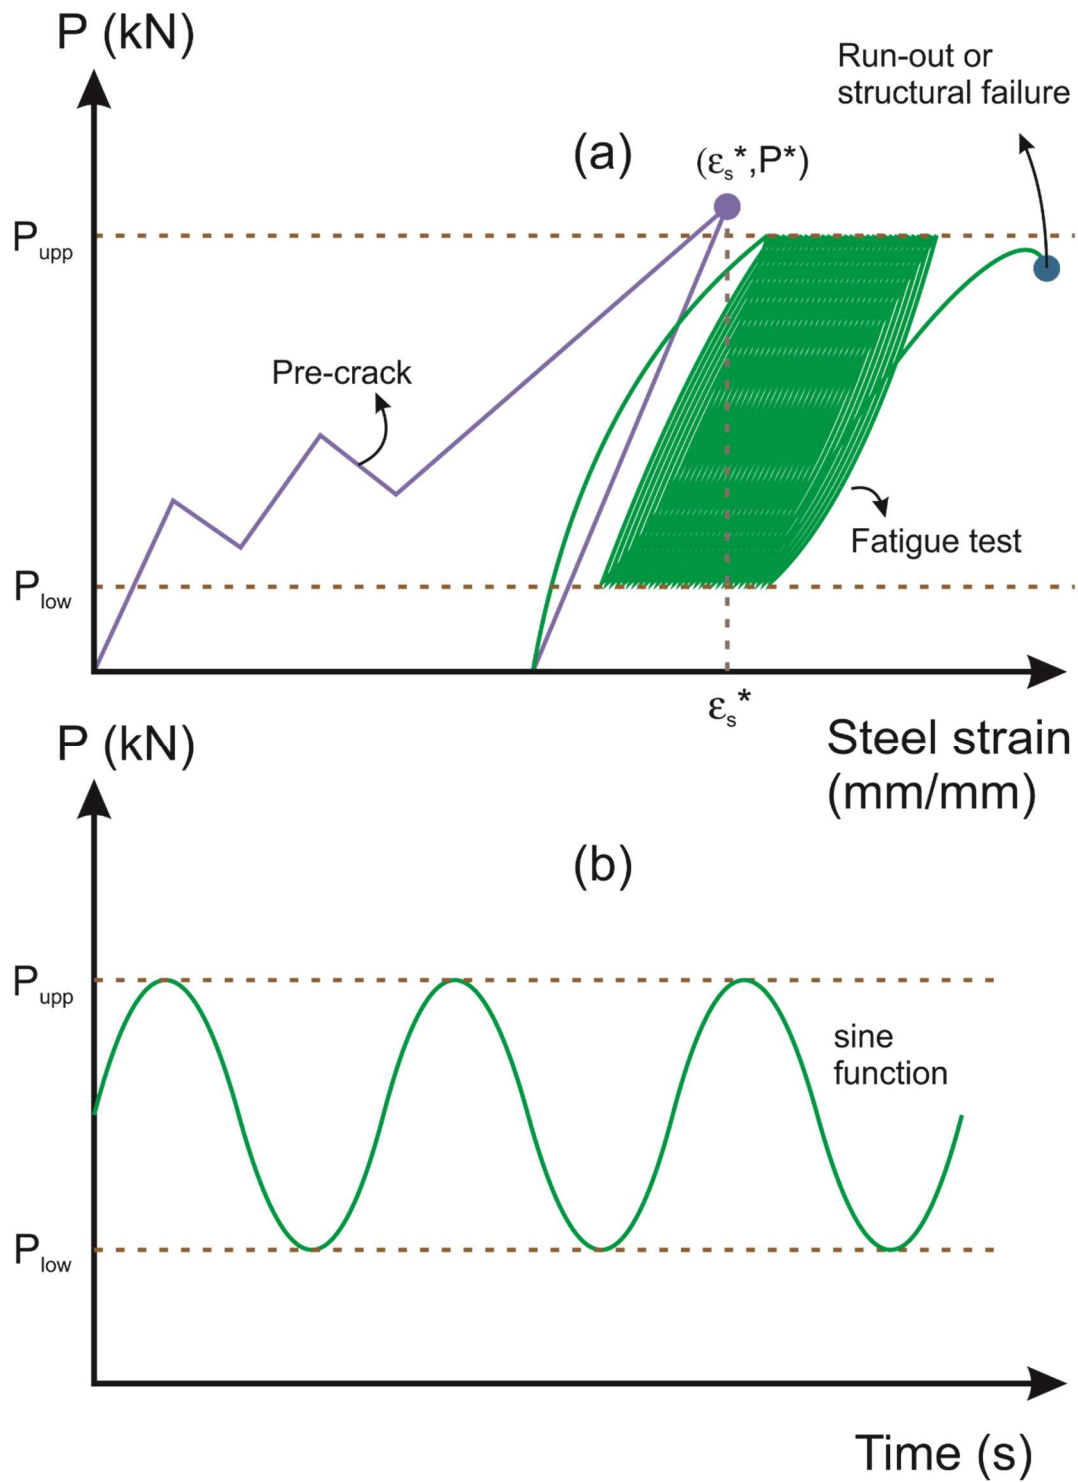 P (kN)
Run-out or
structural failure
(a)
(εs*,P*)
Pupp
Pre-crack
Fatigue test
Plow
εs*
Steel strain
(mm/mm)
P (kN)
(b)
Pupp
sine
function
Plow
Time (s)